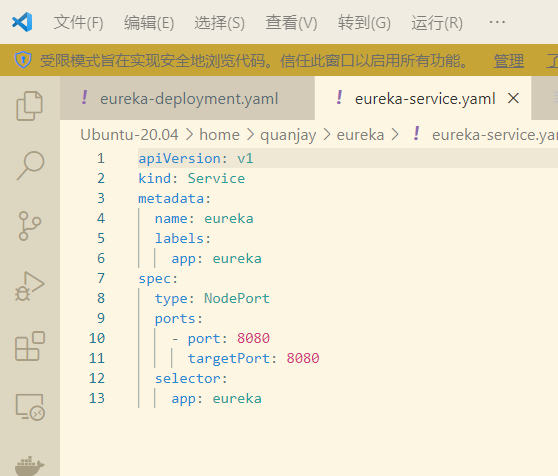 文件(F) 编辑(E) 选择(S) 查看(V) 转到(G) 运行(R) ···
受限模式旨在实现安全地浏览代码。信任此窗口以启用所有功能。 管理
! eureka-deployment.yaml ! eureka-service.yaml ×
Ubuntu-20.04 > home > quanjay > eureka > ! eureka-service.ya
1 apiVersion: v1
2 kind: Service
3 metadata:
4 name: eureka
5 labels:
6 app: eureka
7 spec:
8 type: NodePort
9 ports:
10 - port: 8080
11 targetPort: 8080
12 selector:
13 app: eureka